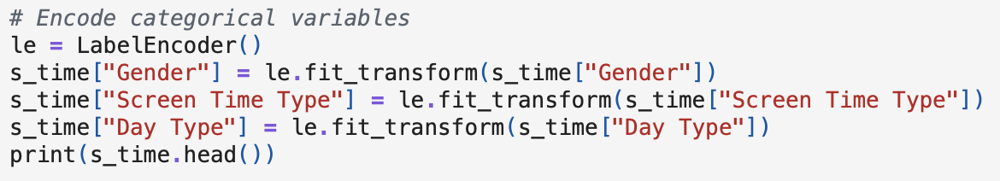 # Encode categorical variables
le = LabelEncoder()
s_time["Gender"] = le.fit_transform(s_time["Gender"])
s_time["Screen Time Type"] = le.fit_transform(s_time["Screen Time Type"])
s_time["Day Type"] = le.fit_transform(s_time["Day Type"])
print(s_time.head())